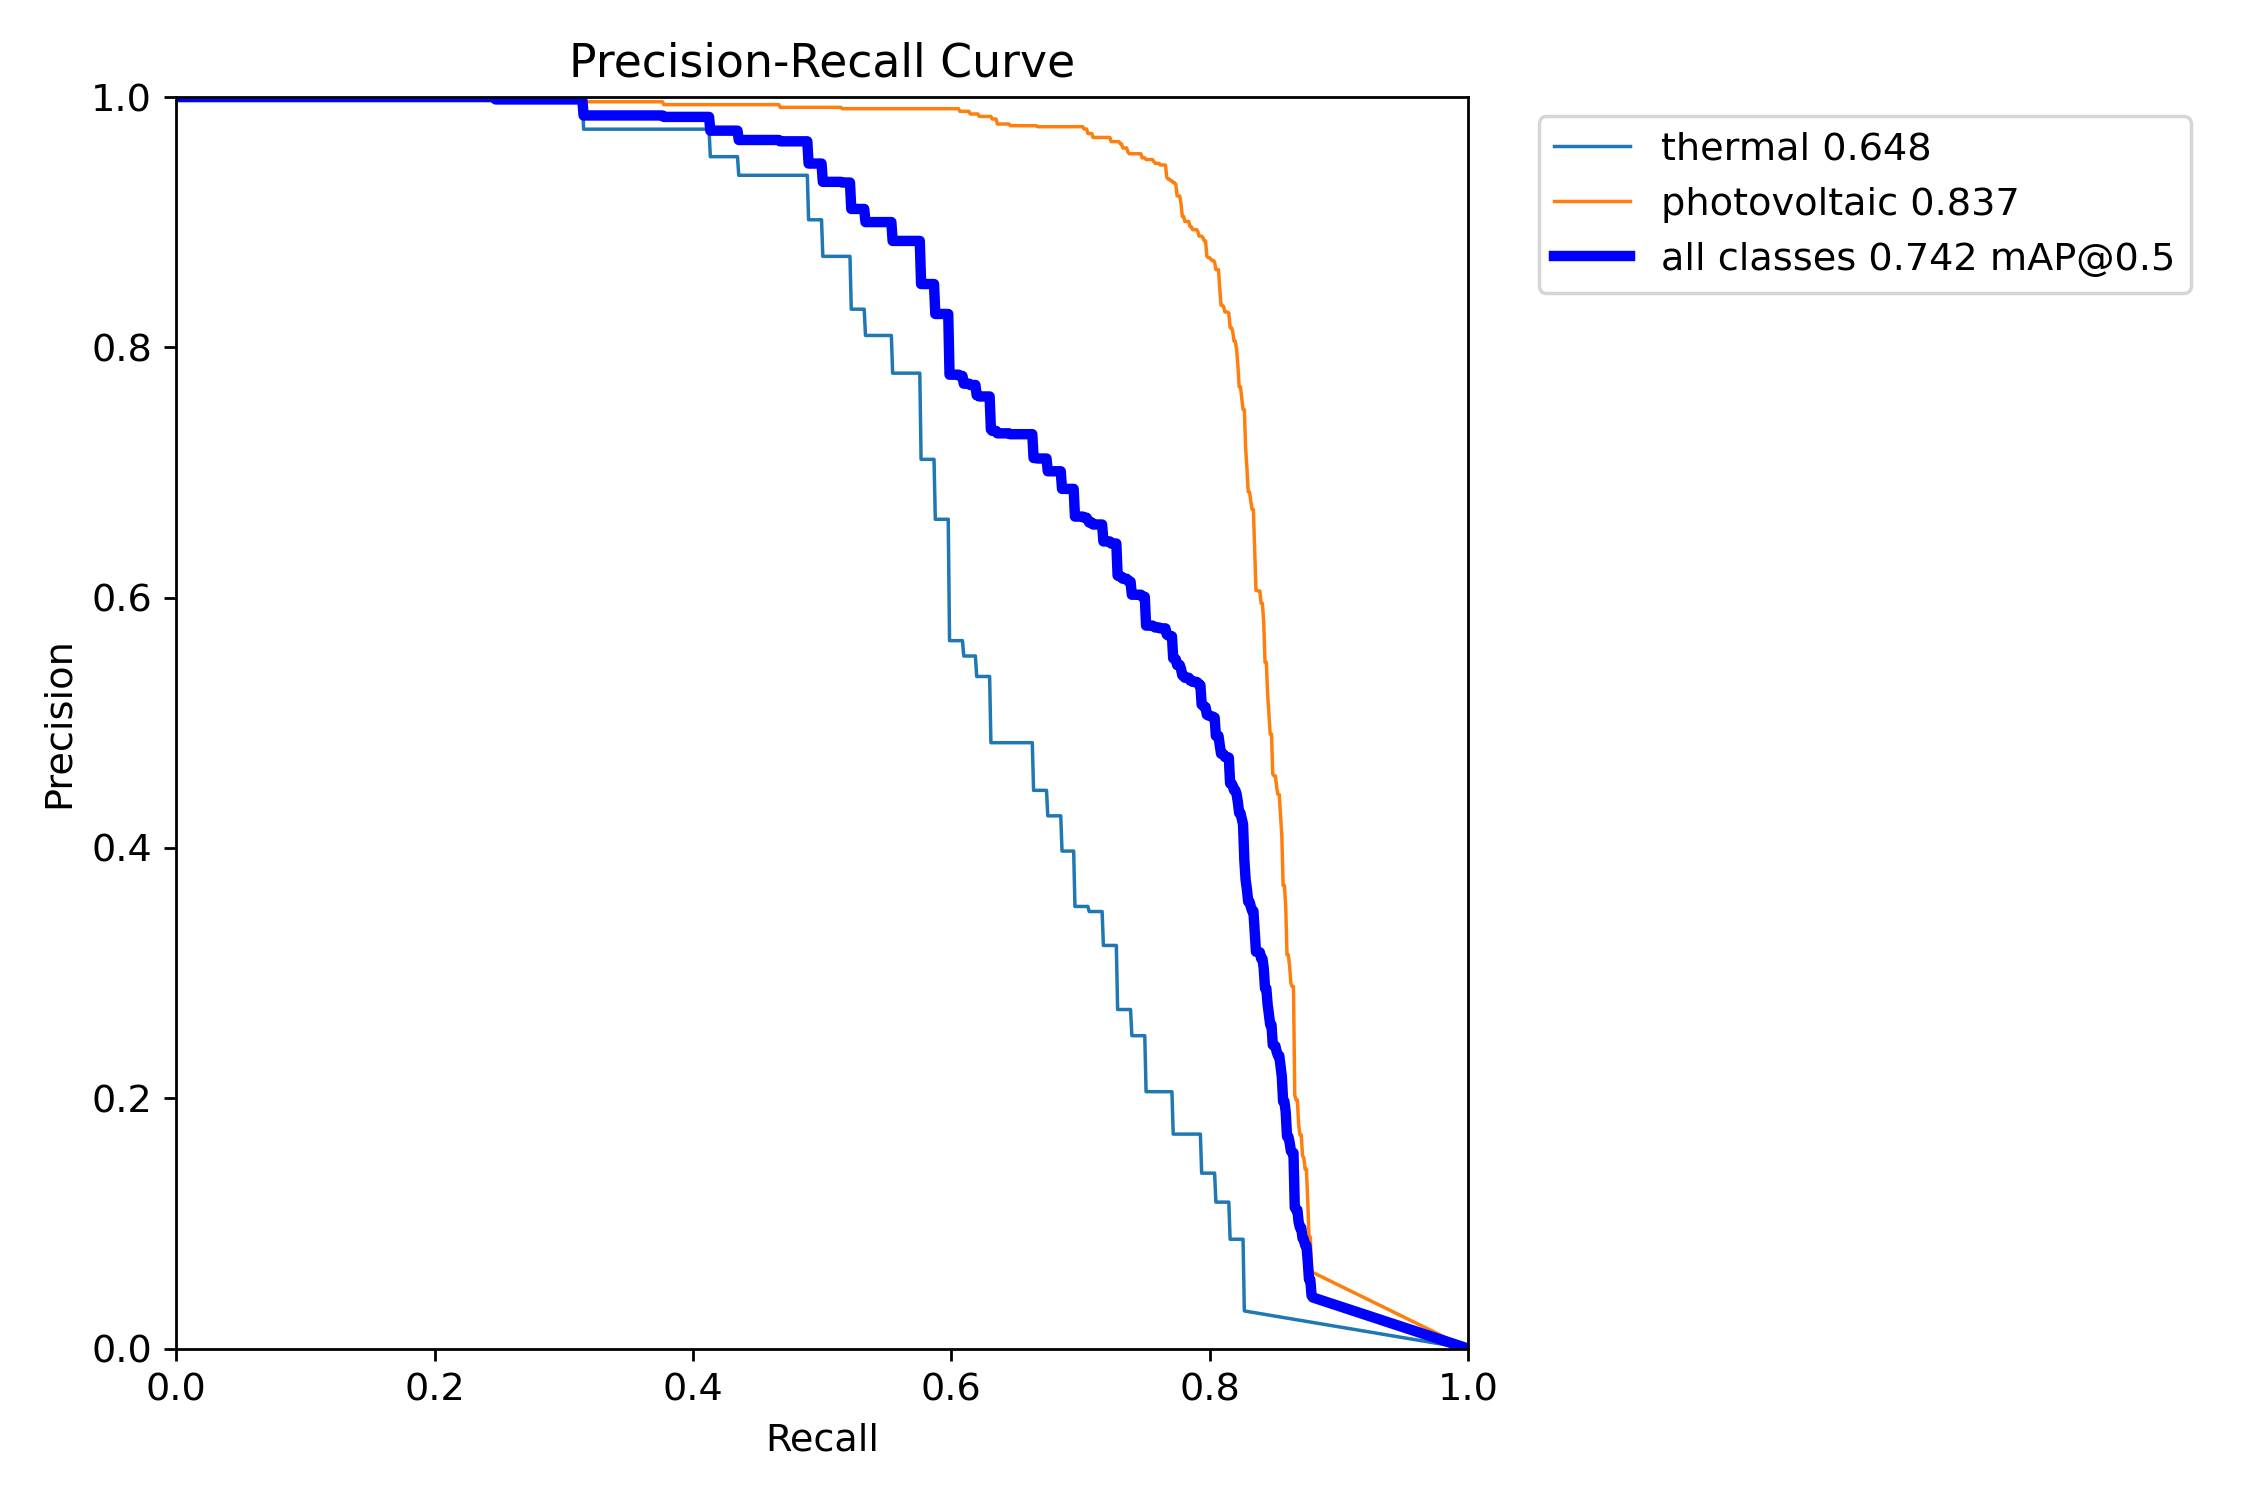 Precision-Recall Curve
1.0
0.8
0.6
0.4
0.2
0.0
Precision
0.0 0.2 0.4 0.6 0.8 1.0
Recall
thermal 0.648
photovoltaic 0.837
all classes 0.742 mAP@0.5